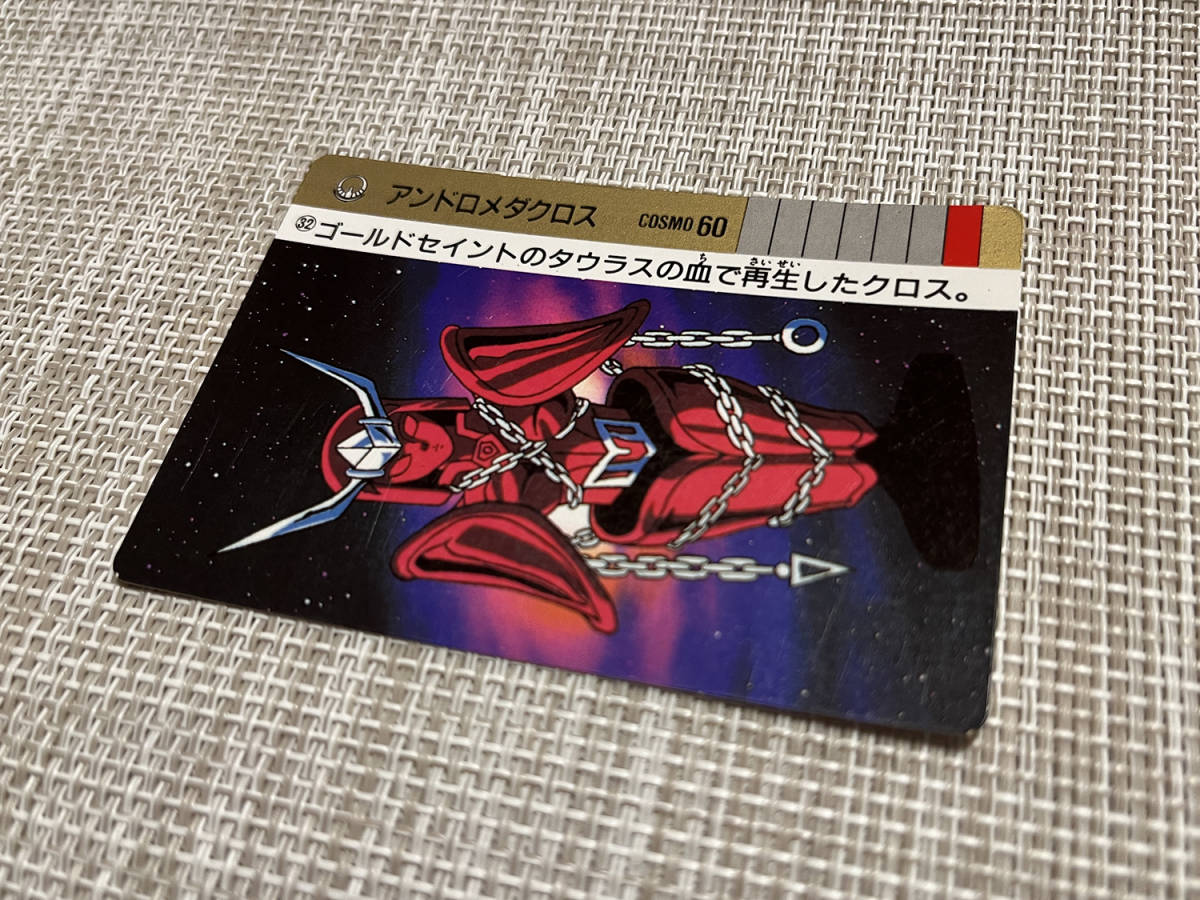 アンドロメダクロス COSMO 60
㉜ゴールドセイントのタウラスの血で再生したクロス。
ち さいせい